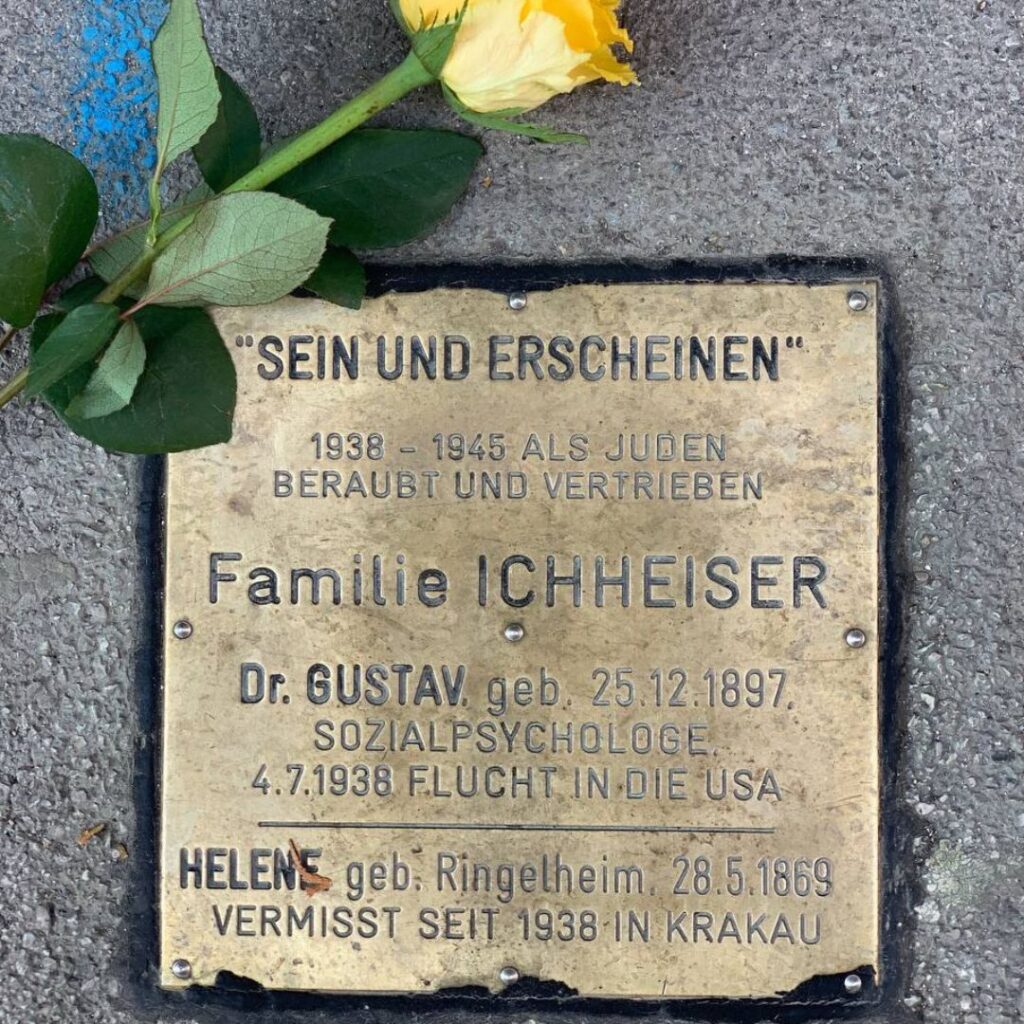 "SEIN UND ERSCHEINEN"
1938 - 1945 ALS JUDEN
BERAUBT UND VERTRIEBEN
Familie ICHHEISER
Dr. GUSTAV, geb. 25.12.1897,
SOZIALPSYCHOLOGE,
4.7.1938 FLUCHT IN DIE USA
HELENE geb. Ringelheim, 28.5.1869
VERMISST SEIT 1938 IN KRAKAU